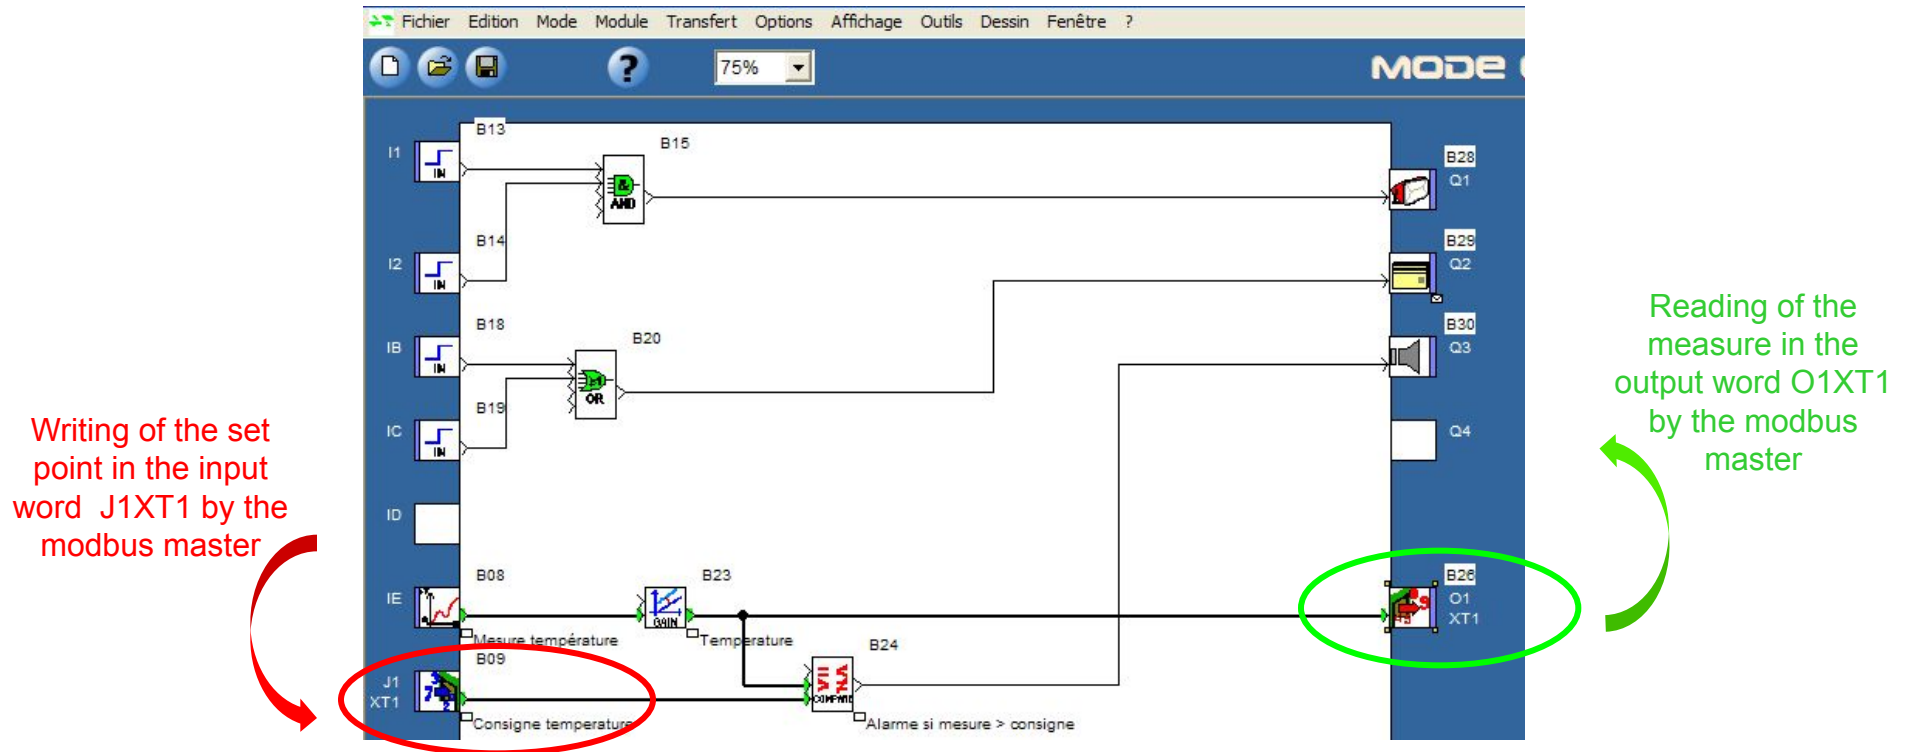 Fichier Edition Mode Module Transfert Options Affichage Outils Dessin Fenêtre ?
75%
MODE
B13
I1
IN
B15
AND
B28
Q1
B14
I2
IN
B29
Q2
B18
IB
IN
B20
OR
B30
Q3
B19
IC
IN
Q4
ID
B08
IE
Mesure température
B23
GAIN
Temperature
B26
O1
XT1
B09
J1
XT1
Consigne temperature
B24
COMPARE
Alarme si mesure > consigne
Writing of the set
point in the input
word J1XT1 by the
modbus master
Reading of the
measure in the
output word O1XT1
by the modbus
master